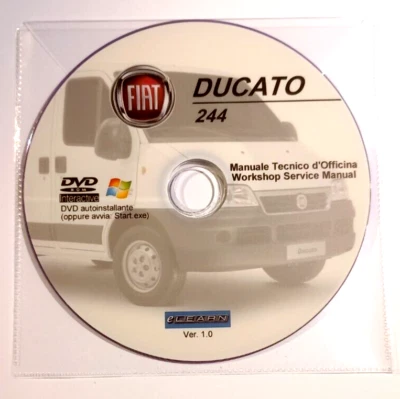 FIAT
DUCATO
244
Manuale Tecnico d'Officina
Workshop Service Manual
DVD
ROM
Interactive
DVD autoinstallante
(oppure avvia: Start.exe)
eLEARN
Ver. 1.0